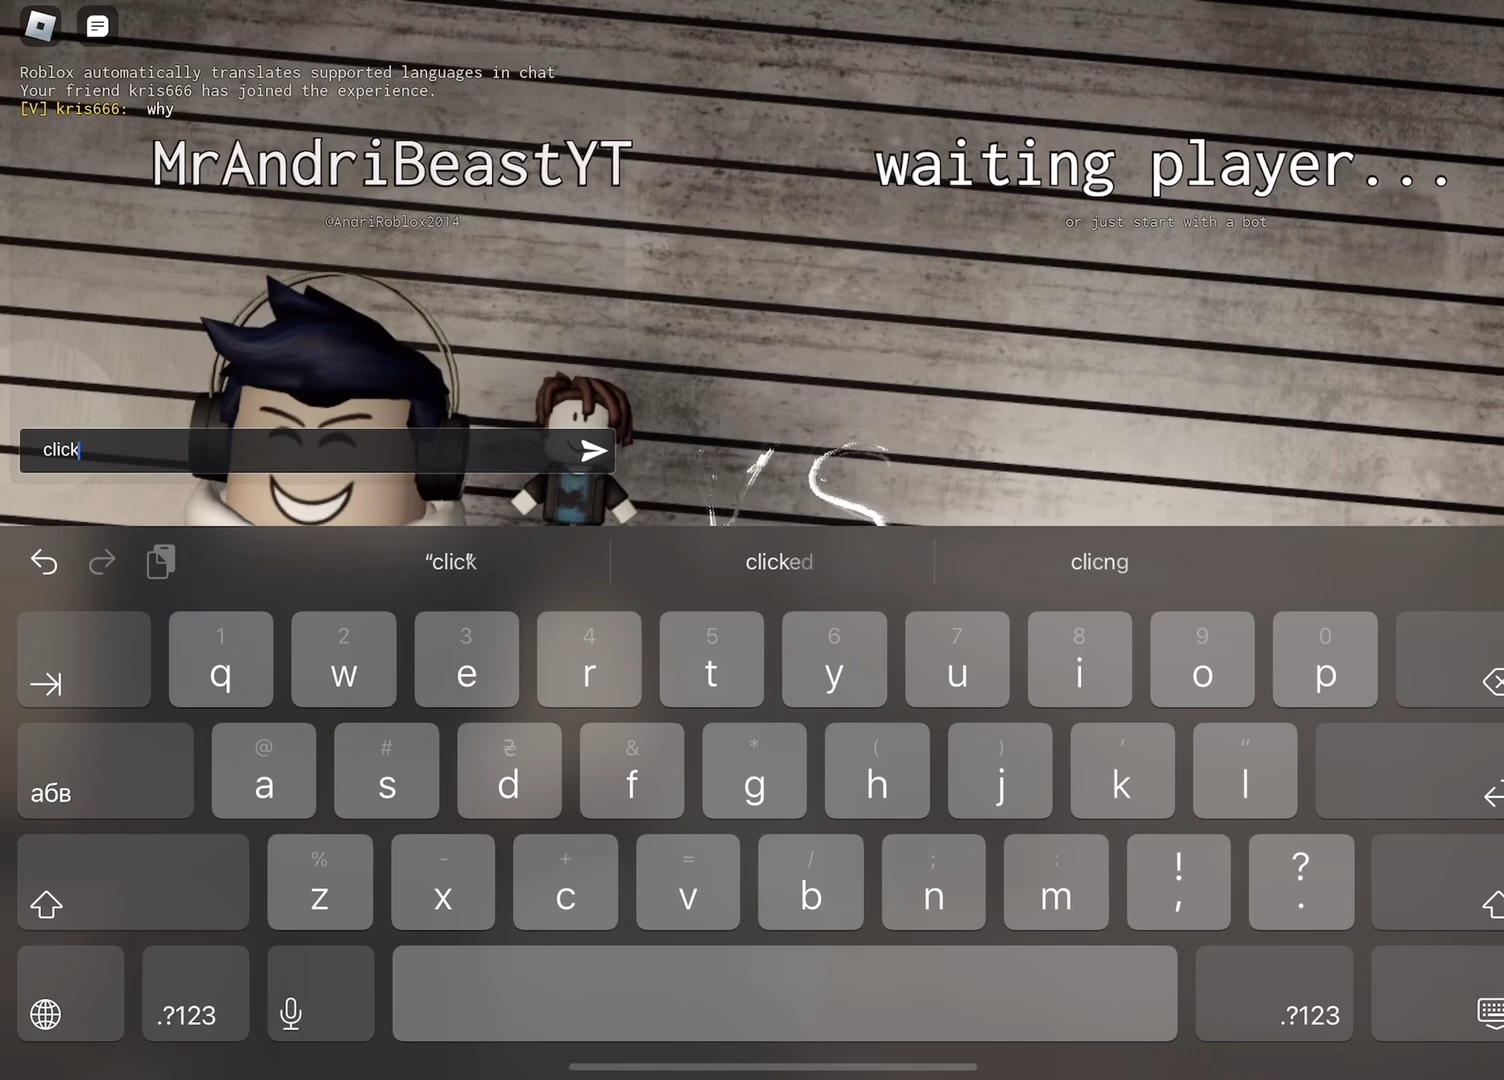 Roblox automatically translates supported languages in chat
Your friend kris666 has joined the experience.
[V] kris666: why
MrAndriBeastYT
waiting player...
@AndriRoblox2014
or just start with a bot
click
VS
“click”
clicked
clicng
1 2 3 4 5 6 7 8 9 0
q w e r t y u i o p
@ # ₴ & * ( ) ' "
абв a s d f g h j k l
% - + = / ; : ! ?
z x c v b n m , .
.?123 .?123